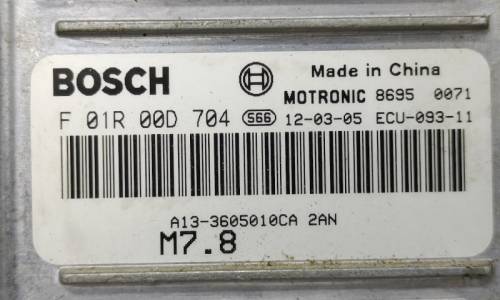 BOSCH Made in China
MOTRONIC 8695 0071
F 01R 00D 704 S66 12-03-05 ECU-093-11
A13-3605010CA 2AN
M7.8